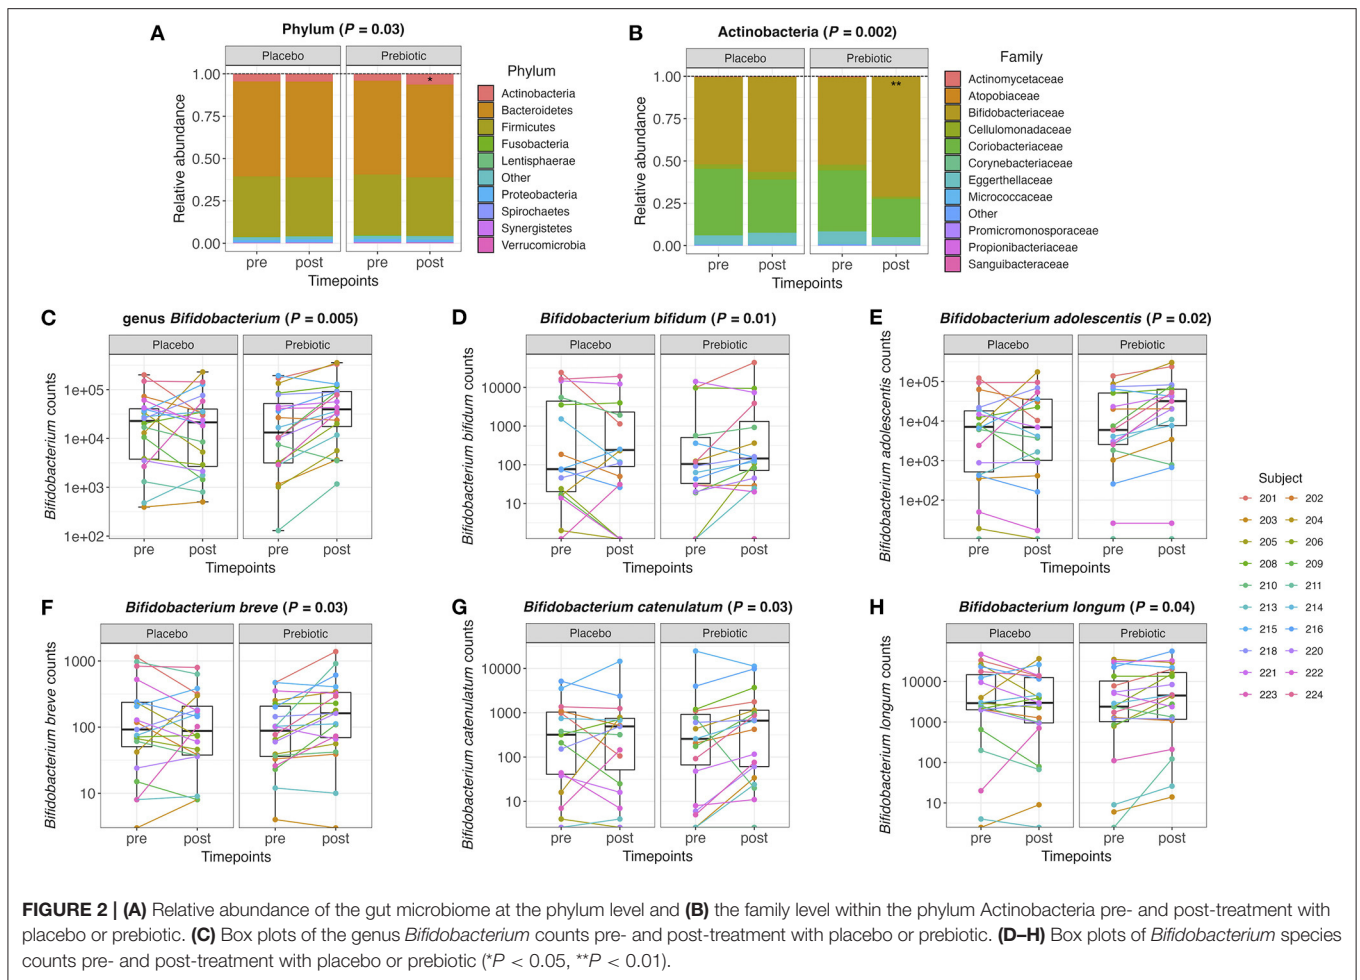 A
Phylum (P = 0.03)
Placebo
Prebiotic
Relative abundance
1.00
0.75
0.50
0.25
0.00
*
pre
post
pre
post
Timepoints
Phylum
Actinobacteria
Bacteroidetes
Firmicutes
Fusobacteria
Lentisphaerae
Other
Proteobacteria
Spirochaetes
Synergistetes
Verrucomicrobia
B
Actinobacteria (P = 0.002)
Placebo
Prebiotic
Relative abundance
1.00
0.75
0.50
0.25
0.00
**
pre
post
pre
post
Timepoints
Family
Actinomycetaceae
Atopobiaceae
Bifidobacteriaceae
Cellulomonadaceae
Coriobacteriaceae
Corynebacteriaceae
Eggerthellaceae
Micrococcaceae
Other
Promicromonosporaceae
Propionibacteriaceae
Sanguibacteraceae
C
genus Bifidobacterium (P = 0.005)
Placebo
Prebiotic
Bifidobacterium counts
1e+05
1e+04
1e+03
1e+02
pre
post
pre
post
Timepoints
D
Bifidobacterium bifidum (P = 0.01)
Placebo
Prebiotic
Bifidobacterium bifidum counts
10000
1000
100
10
pre
post
pre
post
Timepoints
E
Bifidobacterium adolescentis (P = 0.02)
Placebo
Prebiotic
Bifidobacterium adolescentis counts
1e+05
1e+04
1e+03
1e+02
pre
post
pre
post
Timepoints
Subject
201 202
203 204
205 206
208 209
210 211
213 214
215 216
218 220
221 222
223 224
F
Bifidobacterium breve (P = 0.03)
Placebo
Prebiotic
Bifidobacterium breve counts
1000
100
10
pre
post
pre
post
Timepoints
G
Bifidobacterium catenulatum (P = 0.03)
Placebo
Prebiotic
Bifidobacterium catenulatum counts
10000
1000
100
10
pre
post
pre
post
Timepoints
H
Bifidobacterium longum (P = 0.04)
Placebo
Prebiotic
Bifidobacterium longum counts
10000
1000
100
10
pre
post
pre
post
Timepoints
FIGURE 2 | (A) Relative abundance of the gut microbiome at the phylum level and (B) the family level within the phylum Actinobacteria pre- and post-treatment with
placebo or prebiotic. (C) Box plots of the genus Bifidobacterium counts pre- and post-treatment with placebo or prebiotic. (D–H) Box plots of Bifidobacterium species
counts pre- and post-treatment with placebo or prebiotic (*P < 0.05, **P < 0.01).